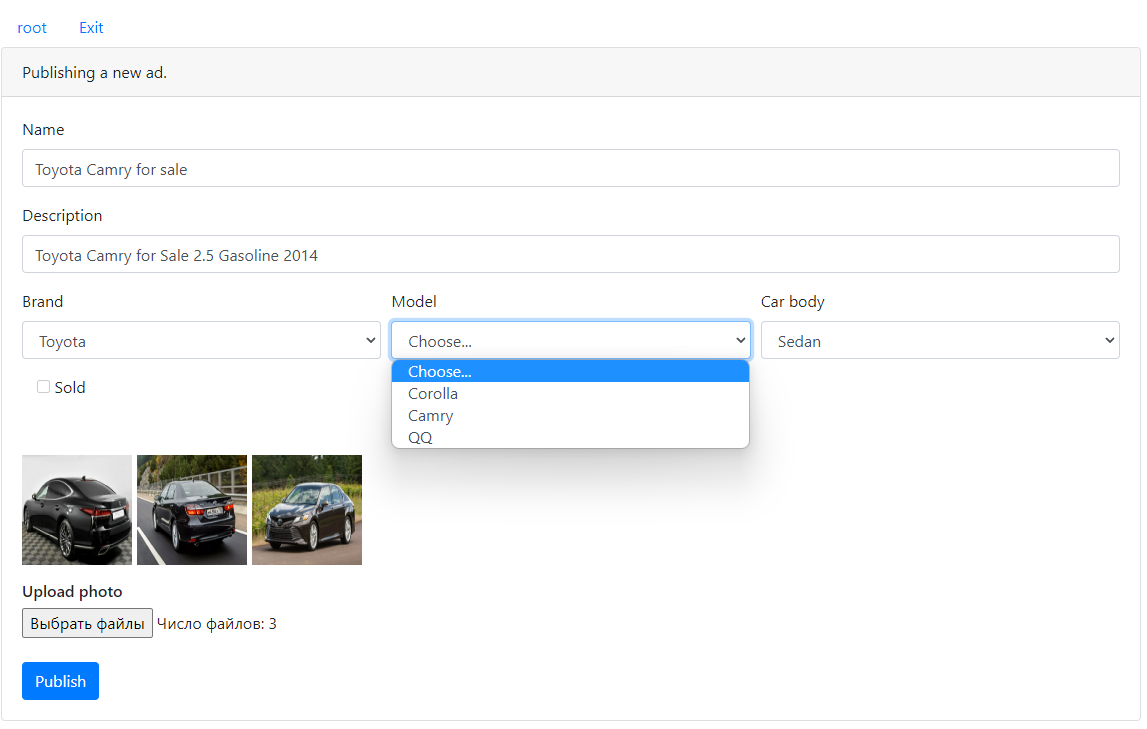 root Exit
Publishing a new ad.
Name
Toyota Camry for sale
Description
Toyota Camry for Sale 2.5 Gasoline 2014
Brand Model Car body
Toyota Choose... Sedan
Choose...
Sold Corolla
Camry
QQ
Upload photo
Выбрать файлы Число файлов: 3
Publish